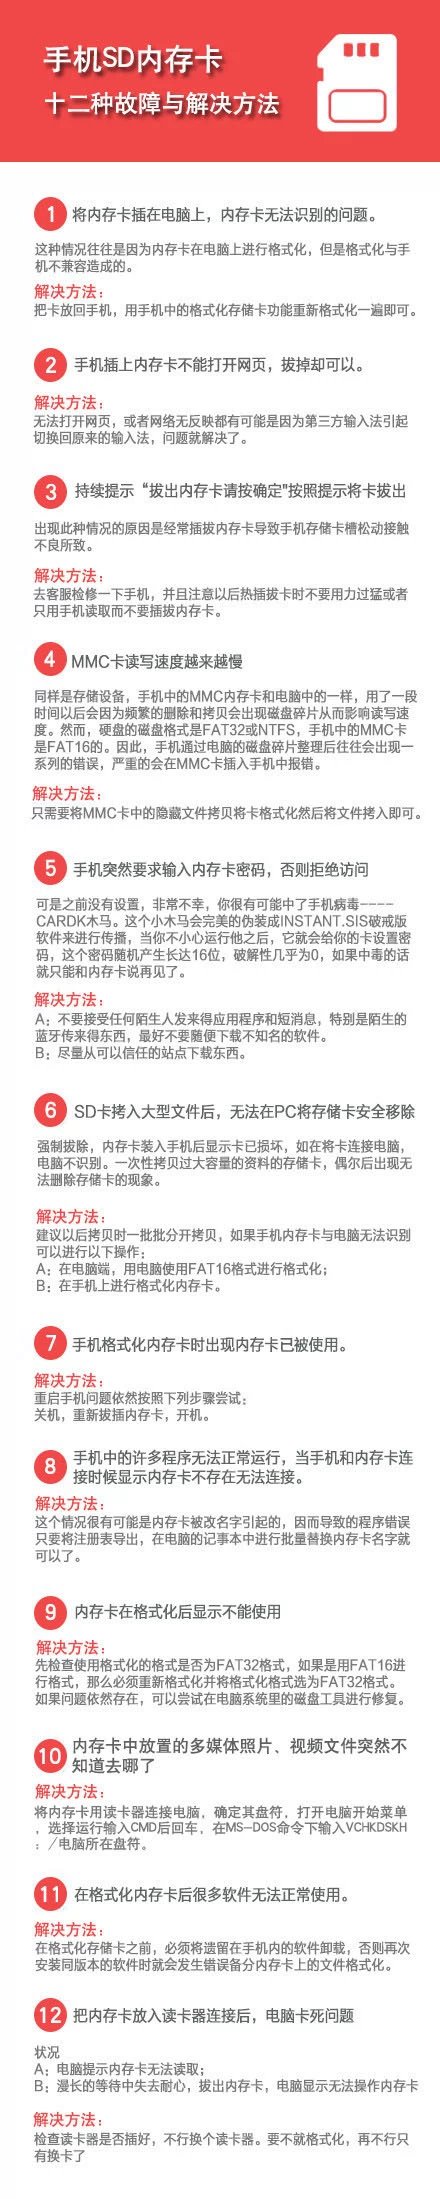 手机SD内存卡
十二种故障与解决方法
1 将内存卡插在电脑上，内存卡无法识别的问题。
这种情况往往是因为内存卡在电脑上进行格式化，但是格式化与手
机不兼容造成的。
解决方法：
把卡放回手机，用手机中的格式化存储卡功能重新格式化一遍即可。
2 手机插上内存卡不能打开网页，拔掉却可以。
解决方法：
无法打开网页，或者网络无反映都有可能是因为第三方输入法引起
切换回原来的输入法，问题就解决了。
3 持续提示“拔出内存卡请按确定"按照提示将卡拔出
出现此种情况的原因是经常插拔内存卡导致手机存储卡槽松动接触
不良所致。
解决方法：
去客服检修一下手机，并且注意以后热插拔卡时不要用力过猛或者
只用手机读取而不要插拔内存卡。
4 MMC卡读写速度越来越慢
同样是存储设备，手机中的MMC内存卡和电脑中的一样，用了一段
时间以后会因为频繁的删除和拷贝会出现磁盘碎片从而影响读写速
度。然而，硬盘的磁盘格式是FAT32或NTFS，手机中的MMC卡
是FAT16的。因此，手机通过电脑的磁盘碎片整理后往往会出现一
系列的错误，严重的会在MMC卡插入手机中报错。
解决方法：
只需要将MMC卡中的隐藏文件拷贝将卡格式化然后将文件拷入即可。
5 手机突然要求输入内存卡密码，否则拒绝访问
可是之前没有设置，非常不幸，你很有可能中了手机病毒----
CARDK木马。这个小木马会完美的伪装成INSTANT.SIS破戒版
软件来进行传播，当你不小心运行他之后，它就会给你的卡设置密
码，这个密码随机产生长达16位，破解性几乎为0，如果中毒的话
就只能和内存卡说再见了。
解决方法：
A：不要接受任何陌生人发来得应用程序和短消息，特别是陌生的
蓝牙传来得东西，最好不要随便下载不知名的软件。
B：尽量从可以信任的站点下载东西。
6 SD卡拷入大型文件后，无法在PC将存储卡安全移除
强制拔除，内存卡装入手机后显示卡已损坏，如在将卡连接电脑，
电脑不识别。一次性拷贝过大容量的资料的存储卡，偶尔后出现无
法删除存储卡的现象。
解决方法：
建议以后拷贝时一批批分开拷贝，如果手机内存卡与电脑无法识别
可以进行以下操作：
A：在电脑端，用电脑使用FAT16格式进行格式化；
B：在手机上进行格式化内存卡。
7 手机格式化内存卡时出现内存卡已被使用。
解决方法：
重启手机问题依然按照下列步骤尝试：
关机，重新拔插内存卡，开机。
8 手机中的许多程序无法正常运行，当手机和内存卡连
接时候显示内存卡不存在无法连接。
解决方法：
这个情况很有可能是内存卡被改名字引起的，因而导致的程序错误
只要将注册表导出，在电脑的记事本中进行批量替换内存卡名字就
可以了。
9 内存卡在格式化后显示不能使用
解决方法：
先检查使用格式化的格式是否为FAT32格式，如果是用FAT16进
行格式，那么必须重新格式化并将格式化格式选为FAT32格式。
如果问题依然存在，可以尝试在电脑系统里的磁盘工具进行修复。
10 内存卡中放置的多媒体照片、视频文件突然不
知道去哪了
解决方法：
将内存卡用读卡器连接电脑，确定其盘符，打开电脑开始菜单
，选择运行输入CMD后回车，在MS-DOS命令下输入VCHKDSKH
：/电脑所在盘符。
11 在格式化内存卡后很多软件无法正常使用。
解决方法：
在格式化存储卡之前，必须将遗留在手机内的软件卸载，否则再次
安装同版本的软件时就会发生错误备分内存卡上的文件格式化。
12 把内存卡放入读卡器连接后，电脑卡死问题
状况
A：电脑提示内存卡无法读取；
B：漫长的等待中失去耐心，拔出内存卡，电脑显示无法操作内存卡
解决方法：
检查读卡器是否插好，不行换个读卡器。要不就格式化，再不行只
有换卡了